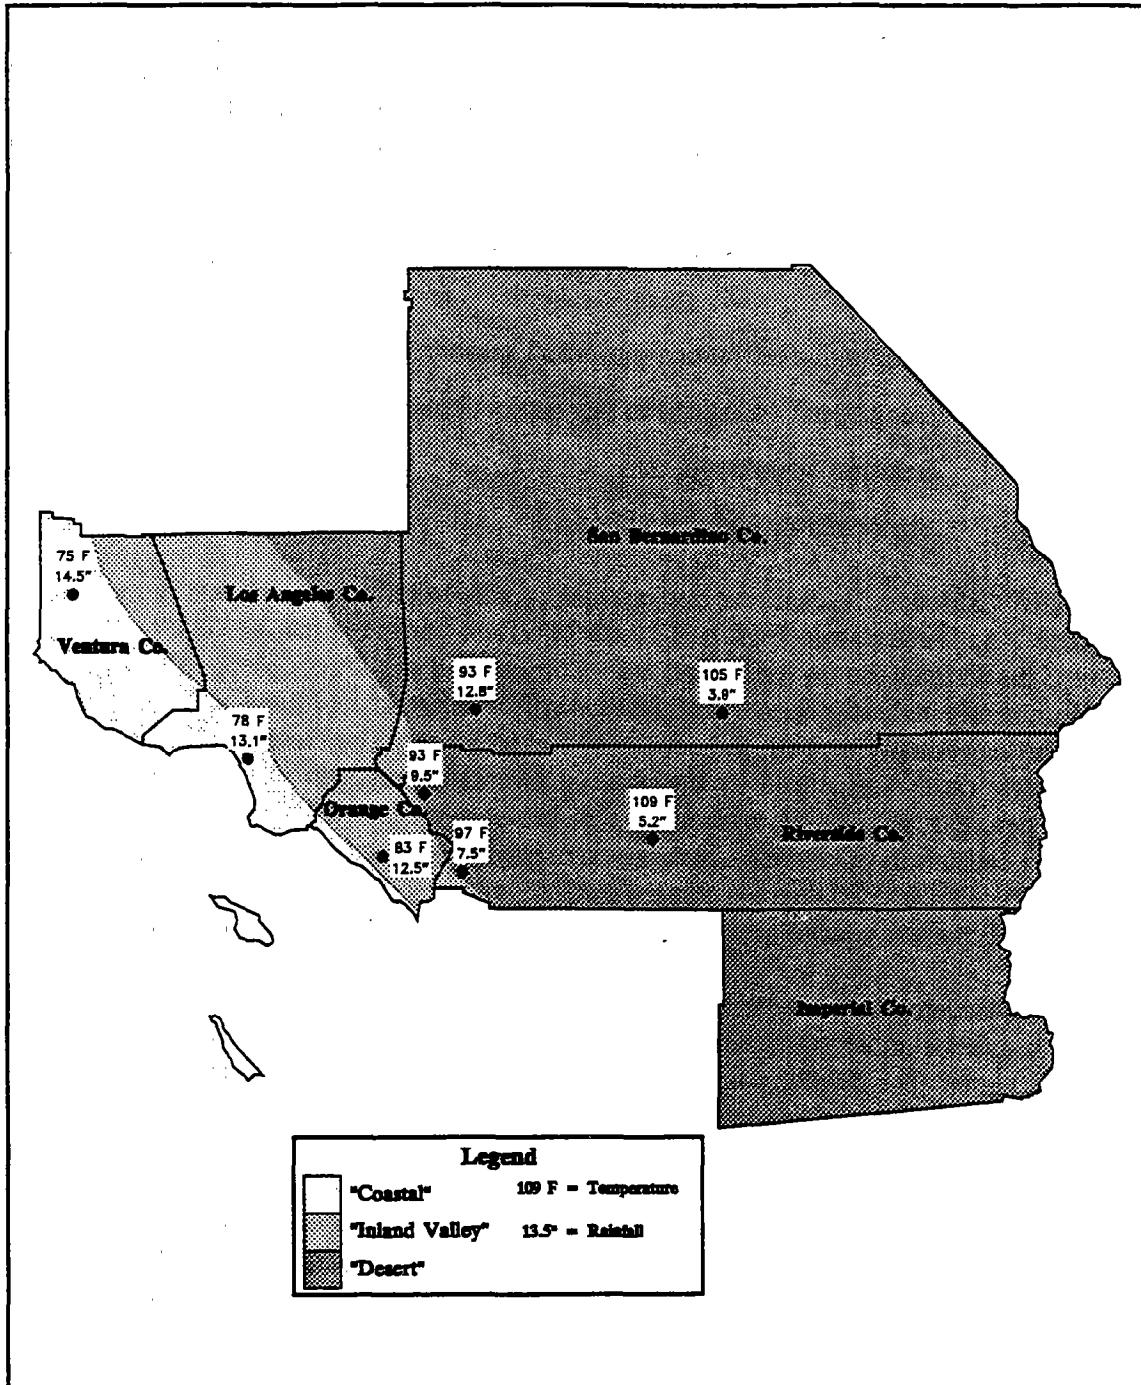 San Bernardino Co.
75 F
14.5"
Los Angeles Co.
Ventura Co.
93 F
12.8"
105 F
3.9"
78 F
13.1"
93 F
9.5"
109 F
5.2"
Orange Co.
Riverside Co.
97 F
7.5"
83 F
12.5"
Imperial Co.
Legend
"Coastal" 109 F = Temperature
"Inland Valley" 13.5" = Rainfall
"Desert"